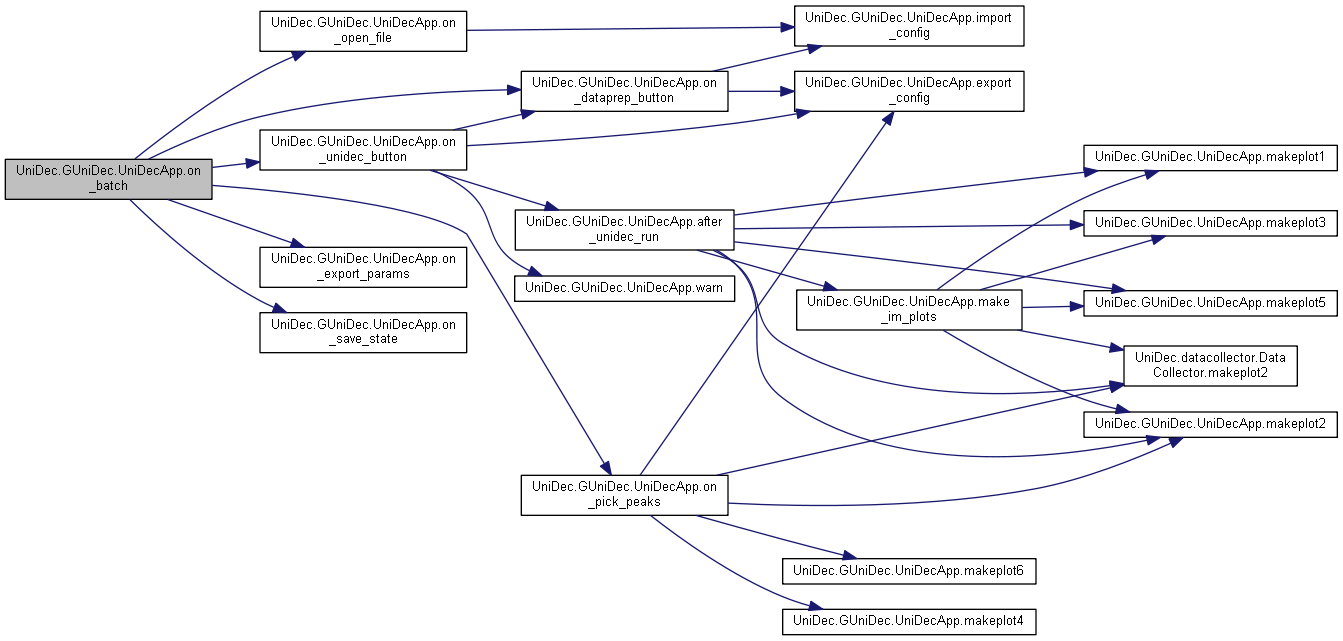 UniDec.GUniDec.UniDecApp.on
_batch
UniDec.GUniDec.UniDecApp.on
_open_file
UniDec.GUniDec.UniDecApp.on
_unidec_button
UniDec.GUniDec.UniDecApp.on
_export_params
UniDec.GUniDec.UniDecApp.on
_save_state
UniDec.GUniDec.UniDecApp.on
_dataprep_button
UniDec.GUniDec.UniDecApp.after
_unidec_run
UniDec.GUniDec.UniDecApp.warn
UniDec.GUniDec.UniDecApp.on
_pick_peaks
UniDec.GUniDec.UniDecApp.import
_config
UniDec.GUniDec.UniDecApp.export
_config
UniDec.GUniDec.UniDecApp.make
_im_plots
UniDec.GUniDec.UniDecApp.makeplot6
UniDec.GUniDec.UniDecApp.makeplot4
UniDec.GUniDec.UniDecApp.makeplot1
UniDec.GUniDec.UniDecApp.makeplot3
UniDec.GUniDec.UniDecApp.makeplot5
UniDec.datacollector.Data
Collector.makeplot2
UniDec.GUniDec.UniDecApp.makeplot2